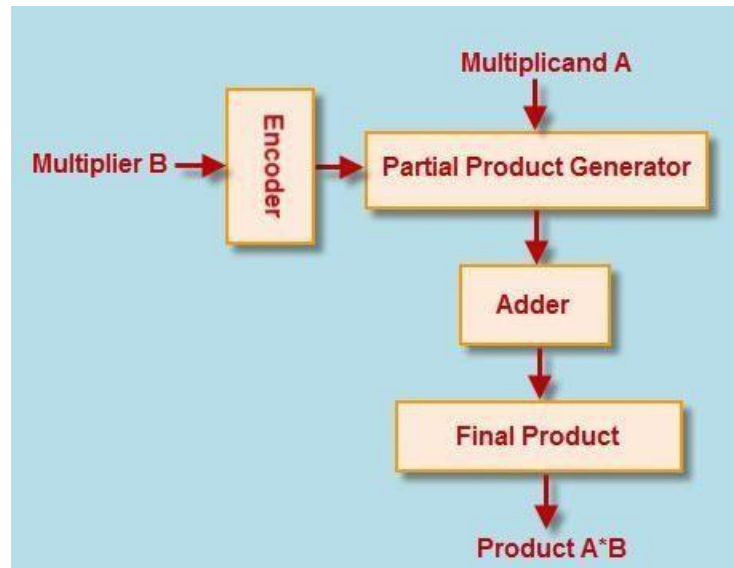 Multiplicand A
Encoder
Multiplier B
Partial Product Generator
Adder
Final Product
Product A*B